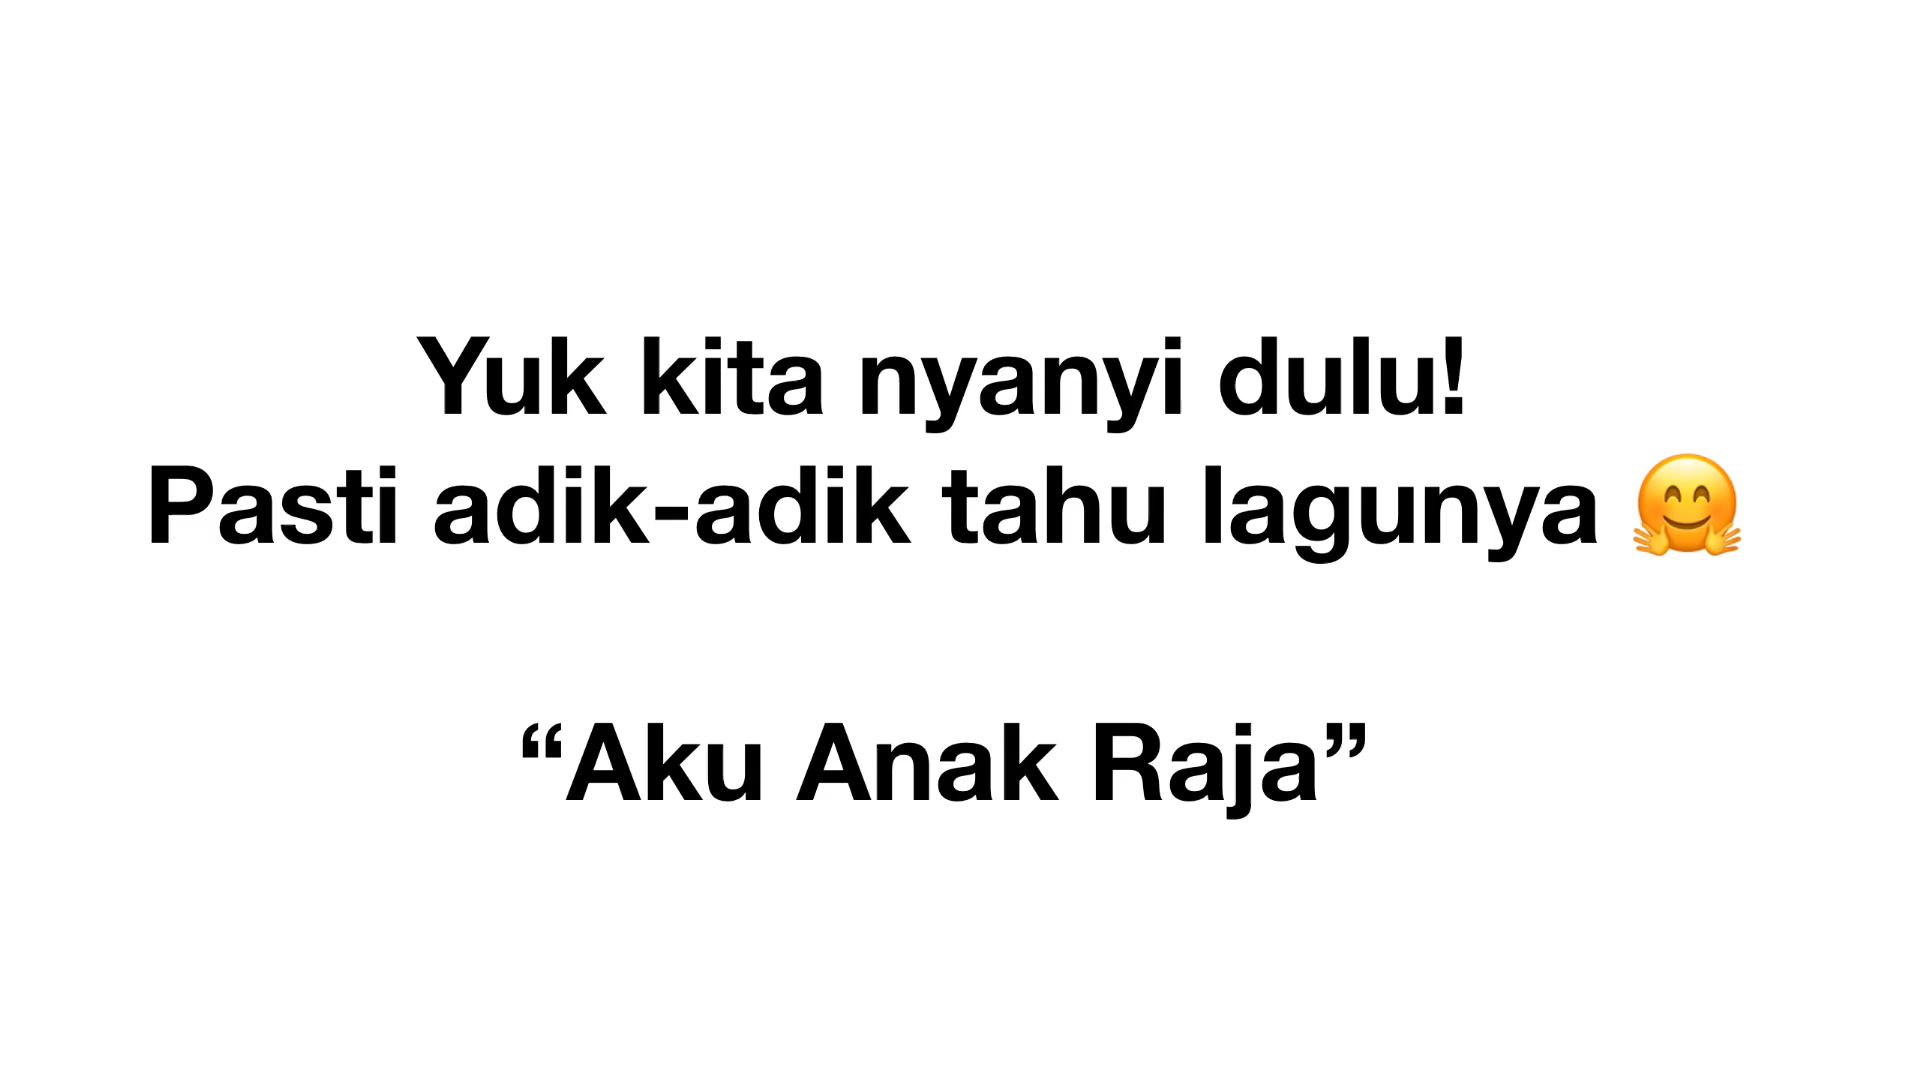 Yuk kita nyanyi dulu!
Pasti adik-adik tahu lagunya 🤗
“Aku Anak Raja”